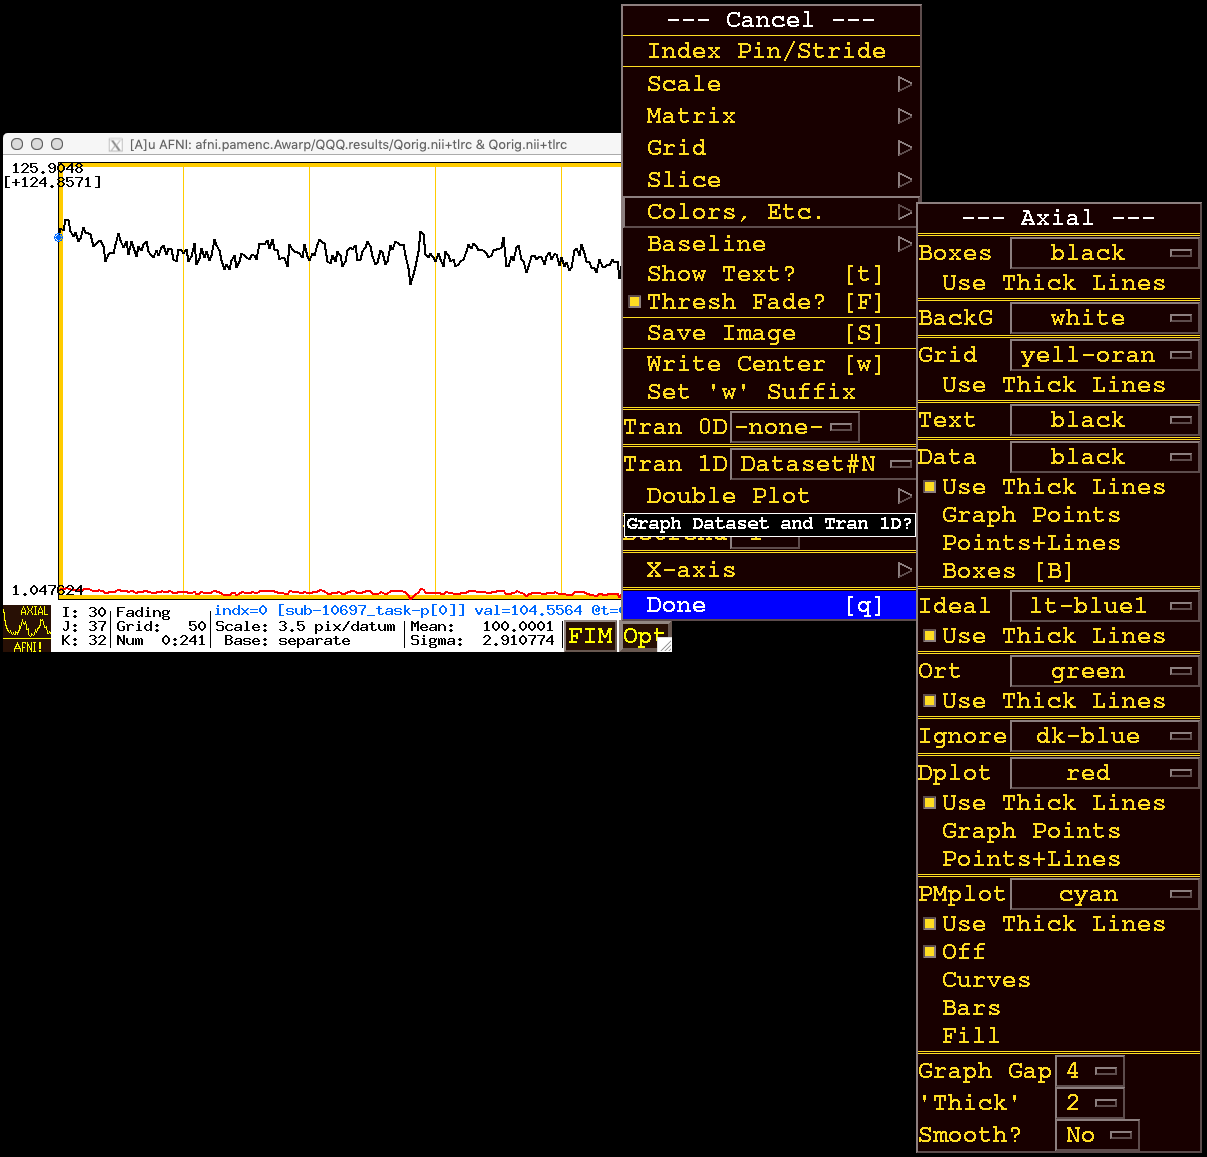 --- Cancel ---
Index Pin/Stride
Scale
Matrix
Grid
Slice
Colors, Etc.
Baseline
Show Text? [t]
Thresh Fade? [F]
Save Image [S]
Write Center [w]
Set 'w' Suffix
Tran 0D -none-
Tran 1D Dataset#N
Double Plot
Graph Dataset and Tran 1D?
X-axis
Done [q]
[A]u AFNI: afni.pamenc.Awarp/QQQ.results/Qorig.nii+tlrc & Qorig.nii+tlrc
125.9048
[+124.8571]
1.047624
AXIAL
AFNI!
I: 30
J: 37
K: 32
Fading
Grid: 50
Num 0:241
indx=0 [sub-10697_task-p[0]] val=104.5564 @t=
Scale: 3.5 pix/datum
Base: separate
Mean: 100.0001
Sigma: 2.910774
FIM
Opt
--- Axial ---
Boxes black
Use Thick Lines
BackG white
Grid yell-oran
Use Thick Lines
Text black
Data black
Use Thick Lines
Graph Points
Points+Lines
Boxes [B]
Ideal lt-blue1
Use Thick Lines
Ort green
Use Thick Lines
Ignore dk-blue
Dplot red
Use Thick Lines
Graph Points
Points+Lines
PMplot cyan
Use Thick Lines
Off
Curves
Bars
Fill
Graph Gap 4
'Thick' 2
Smooth? No